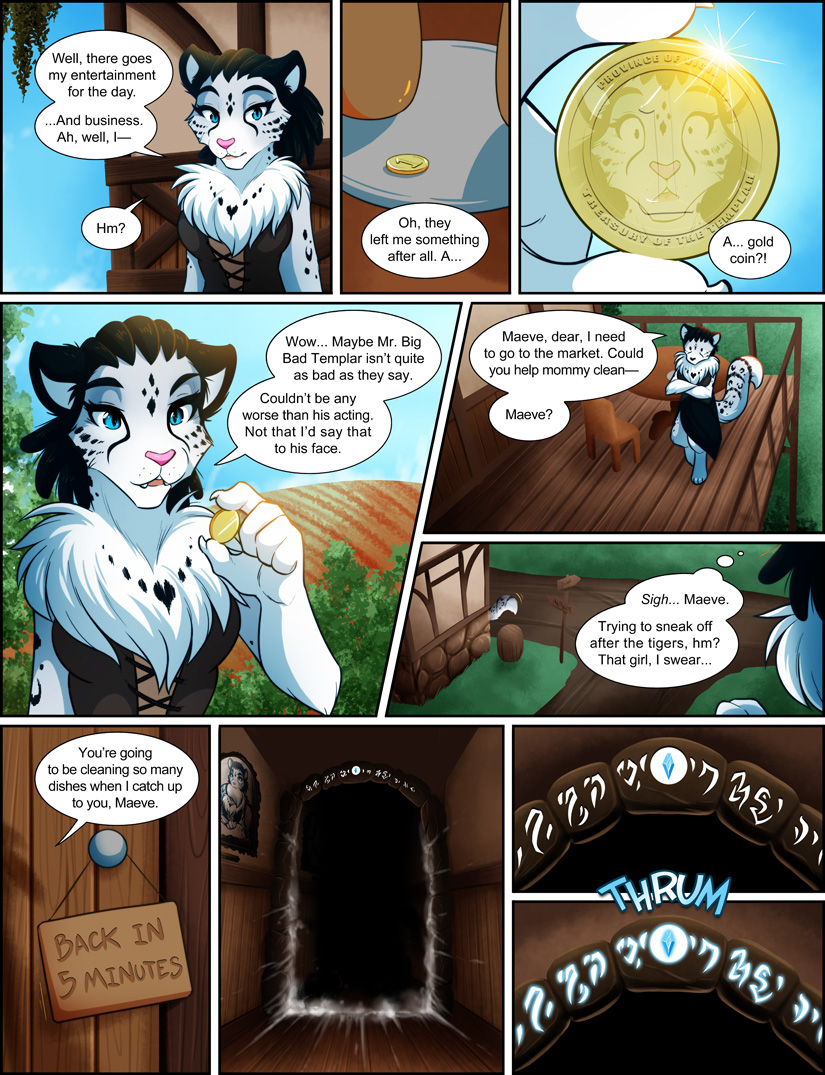 Well, there goes
my entertainment
for the day.
...And business.
Ah, well, I—
Hm?
Oh, they
left me something
after all. A...
1
PROVINCE OF
TREASURY OF THE TEMPLAR
A... gold
coin?!
Wow... Maybe Mr. Big
Bad Templar isn't quite
as bad as they say.
Couldn't be any
worse than his acting.
Not that I'd say that
to his face.
Maeve, dear, I need
to go to the market. Could
you help mommy clean—
Maeve?
Sigh... Maeve.
Trying to sneak off
after the tigers, hm?
That girl, I swear...
You're going
to be cleaning so many
dishes when I catch up
to you, Maeve.
BACK IN
5 MINUTES
THRUM